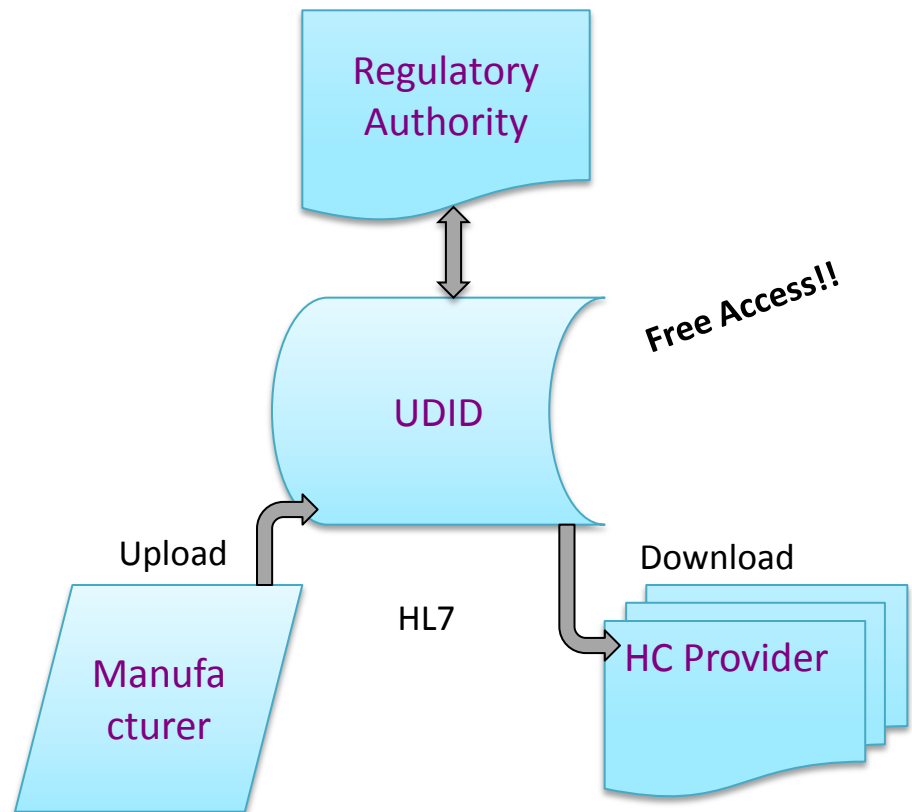 Regulatory
Authority
Free Access!!
UDID
Upload
Download
HL7
HC Provider
Manufa
cturer